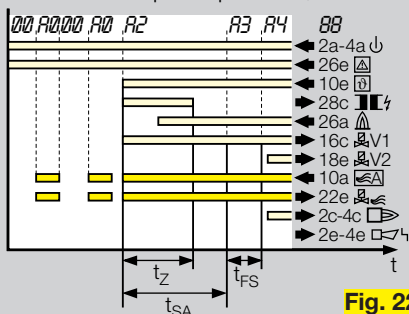 00 A0 00 A0 A2 A3 A4 88
2a-4a
26e
10e ϑ
28c
26a
16c V1
18e V2
10a A
22e
2c-4c
2e-4e
t
tZ tFS
tSA
Fig. 22